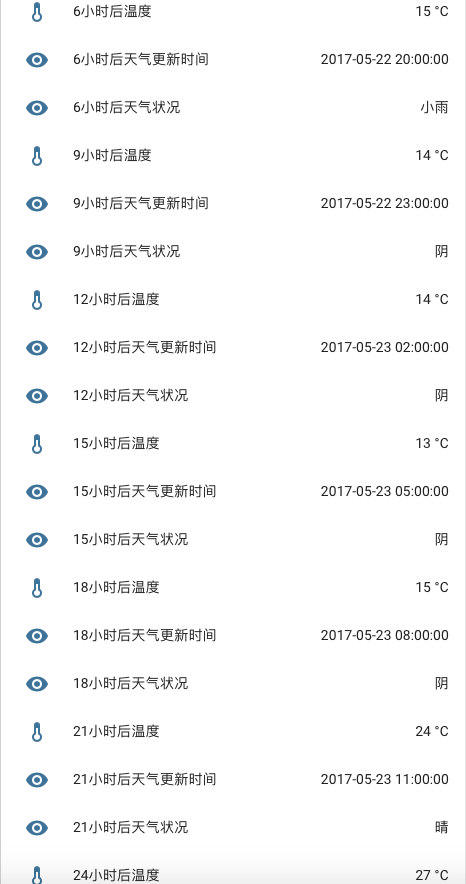 6小时后温度 15 °C
6小时后天气更新时间 2017-05-22 20:00:00
6小时后天气状况 小雨
9小时后温度 14 °C
9小时后天气更新时间 2017-05-22 23:00:00
9小时后天气状况 阴
12小时后温度 14 °C
12小时后天气更新时间 2017-05-23 02:00:00
12小时后天气状况 阴
15小时后温度 13 °C
15小时后天气更新时间 2017-05-23 05:00:00
15小时后天气状况 阴
18小时后温度 15 °C
18小时后天气更新时间 2017-05-23 08:00:00
18小时后天气状况 阴
21小时后温度 24 °C
21小时后天气更新时间 2017-05-23 11:00:00
21小时后天气状况 晴
24小时后温度 27 °C